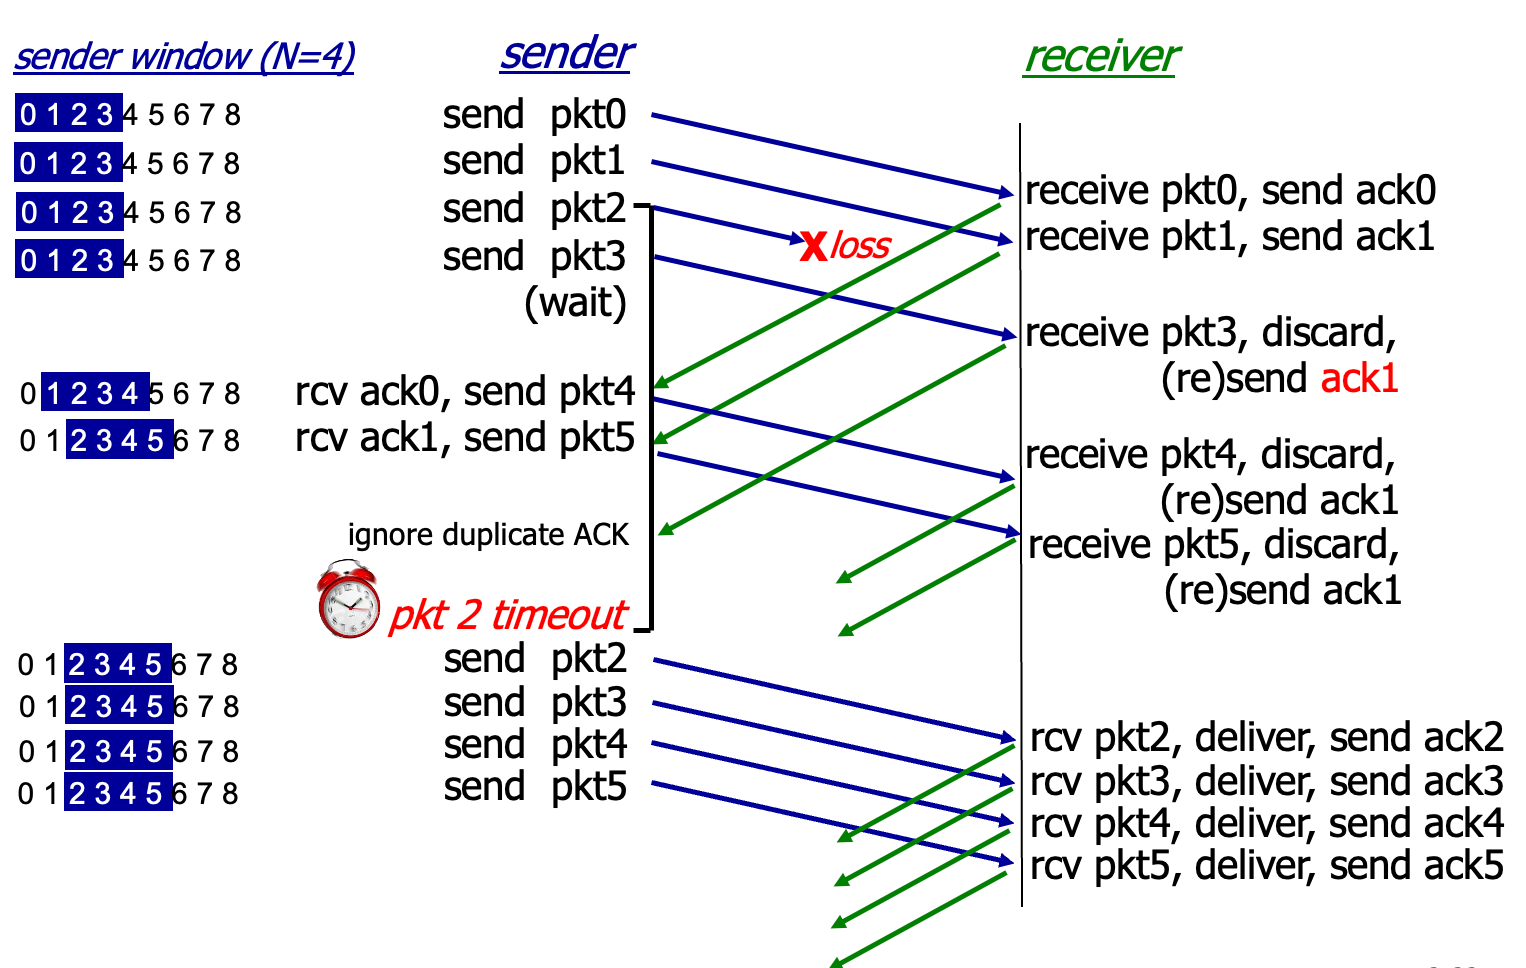 sender window (N=4) sender receiver
0 1 2 3 4 5 6 7 8 send pkt0
0 1 2 3 4 5 6 7 8 send pkt1
receive pkt0, send ack0
0 1 2 3 4 5 6 7 8 send pkt2
receive pkt1, send ack1
X loss
0 1 2 3 4 5 6 7 8 send pkt3
(wait)
receive pkt3, discard,
(re)send ack1
0 1 2 3 4 5 6 7 8 rcv ack0, send pkt4
0 1 2 3 4 5 6 7 8 rcv ack1, send pkt5
receive pkt4, discard,
(re)send ack1
ignore duplicate ACK
receive pkt5, discard,
(re)send ack1
pkt 2 timeout
0 1 2 3 4 5 6 7 8 send pkt2
0 1 2 3 4 5 6 7 8 send pkt3
0 1 2 3 4 5 6 7 8 send pkt4
0 1 2 3 4 5 6 7 8 send pkt5
rcv pkt2, deliver, send ack2
rcv pkt3, deliver, send ack3
rcv pkt4, deliver, send ack4
rcv pkt5, deliver, send ack5